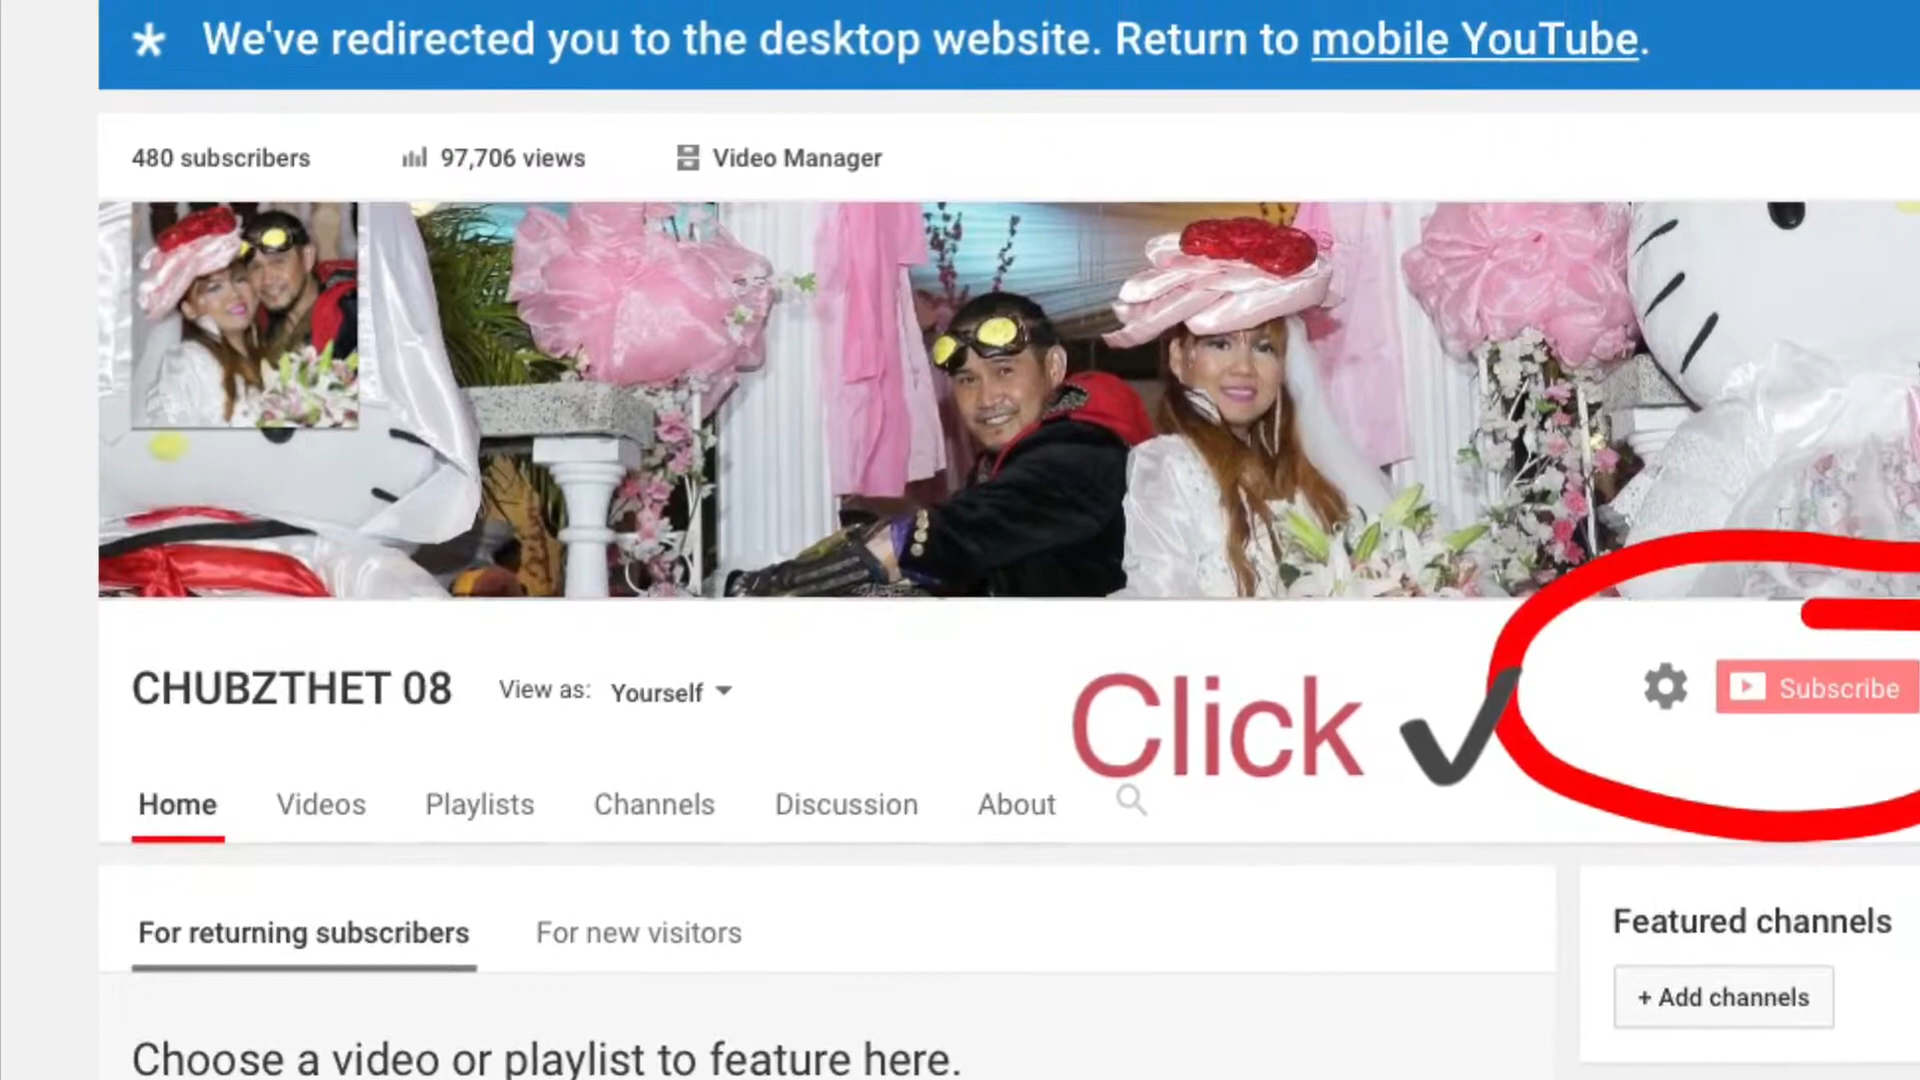 We've redirected you to the desktop website. Return to mobile YouTube.
480 subscribers 97,706 views Video Manager
CHUBZTHET 08 View as: Yourself
Click
Subscribe
Home Videos Playlists Channels Discussion About
For returning subscribers For new visitors
Featured channels
+ Add channels
Choose a video or playlist to feature here.